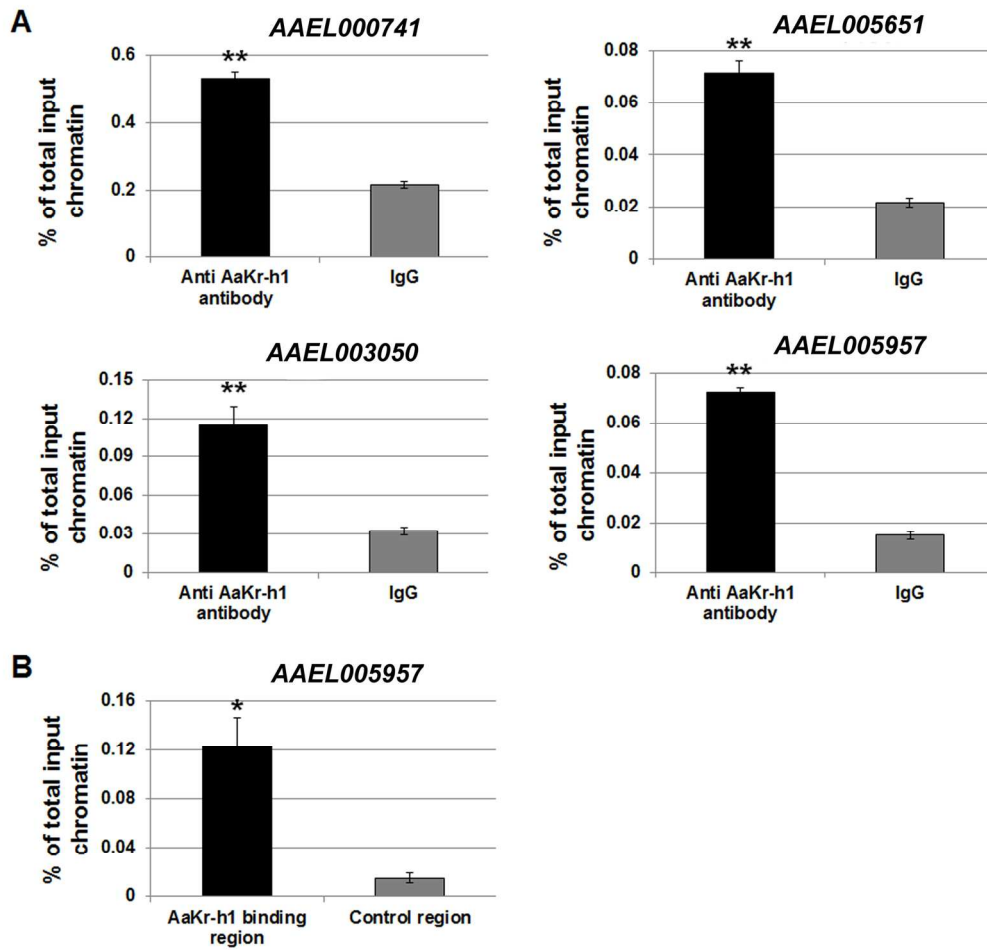 A
AAEL000741
% of total input
chromatin
0.6
0.4
0.2
0
**
Anti AaKr-h1
antibody
IgG
AAEL005651
% of total input
chromatin
0.08
0.06
0.04
0.02
0
**
Anti AaKr-h1
antibody
IgG
AAEL003050
% of total input
chromatin
0.15
0.12
0.09
0.06
0.03
0
**
Anti AaKr-h1
antibody
IgG
AAEL005957
% of total input
chromatin
0.08
0.06
0.04
0.02
0
**
Anti AaKr-h1
antibody
IgG
B
AAEL005957
% of total input
chromatin
0.16
0.12
0.08
0.04
0
*
AaKr-h1 binding
region
Control region